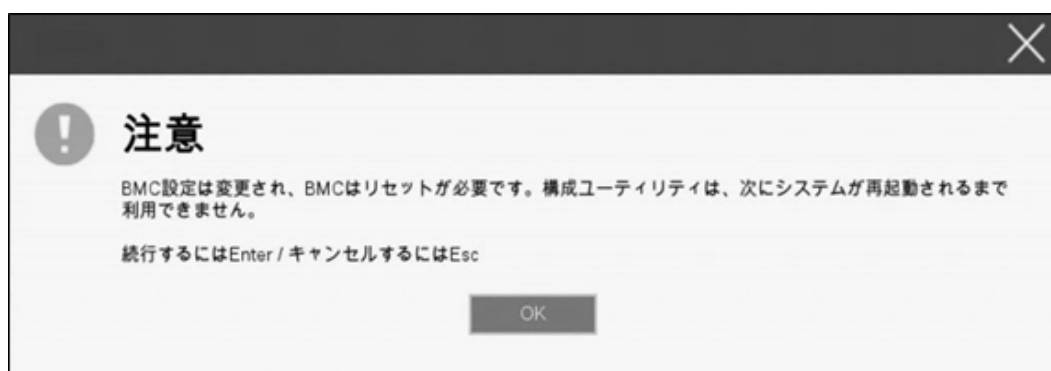 注意
BMC設定は変更され、BMCはリセットが必要です。構成ユーティリティは、次にシステムが再起動されるまで
利用できません。
続行するにはEnter / キャンセルするにはEsc
OK